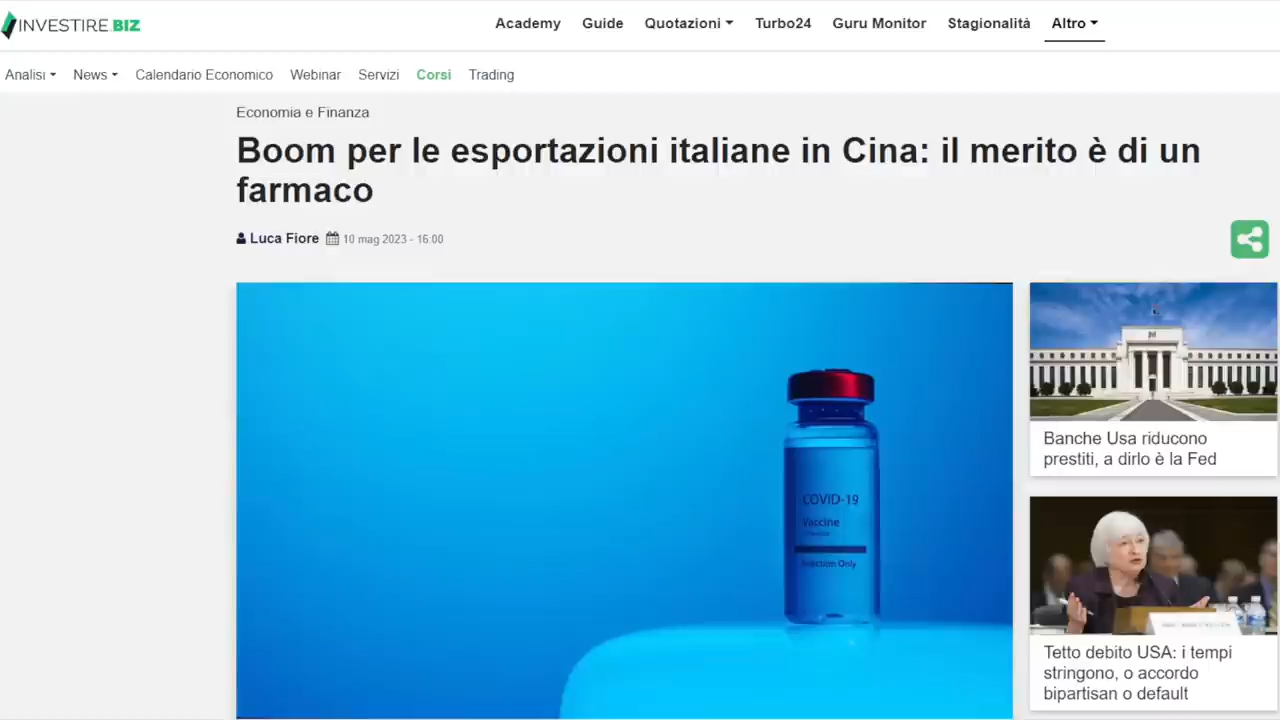 INVESTIRE.BIZ
Academy Guide Quotazioni Turbo24 Guru Monitor Stagionalità Altro
Analisi News Calendario Economico Webinar Servizi Corsi Trading
Economia e Finanza
Boom per le esportazioni italiane in Cina: il merito è di un
farmaco
Luca Fiore 10 mag 2023 - 16:00
COVID-19
Vaccine
Injection Only
Banche Usa riducono
prestiti, a dirlo è la Fed
Tetto debito USA: i tempi
stringono, o accordo
bipartisan o default